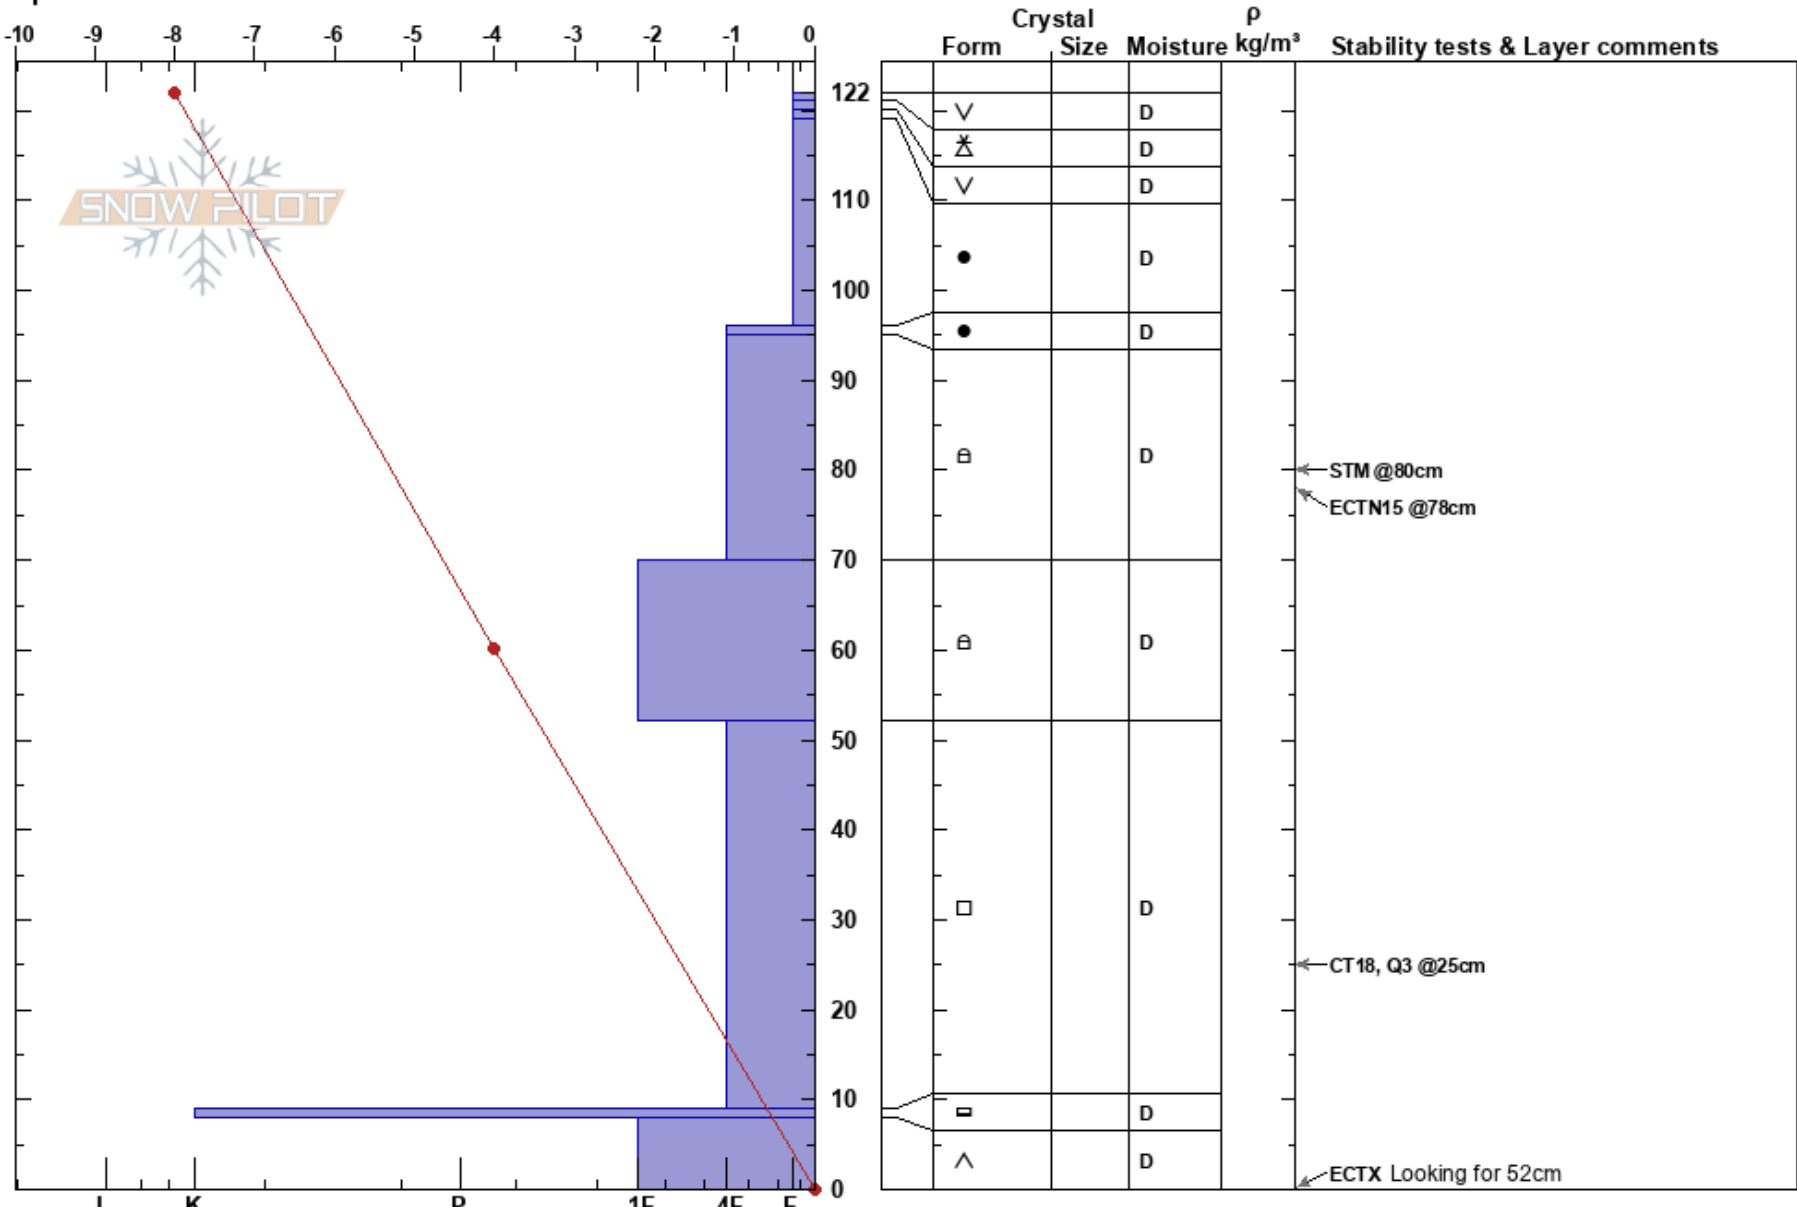 Crystal ρ
-10 -9 -8 -7 -6 -5 -4 -3 -2 -1 0
Form Size Moisture kg/m³ Stability tests & Layer comments
122
D
D
SNOW PILOT
D
110
D
100
D
90
D
80
STM @80cm
ECTN15 @78cm
70
D
60
50
40
D
30
CT18, Q3 @25cm
20
10
D
D
ECTX Looking for 52cm
0
I K P 1F 4F F